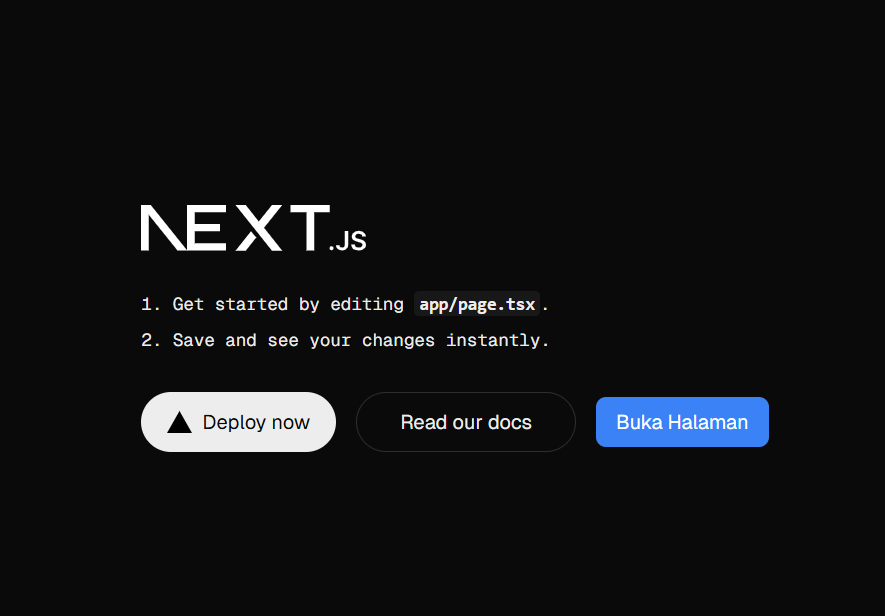 NEXT.JS
1. Get started by editing app/page.tsx.
2. Save and see your changes instantly.
Deploy now
Read our docs
Buka Halaman